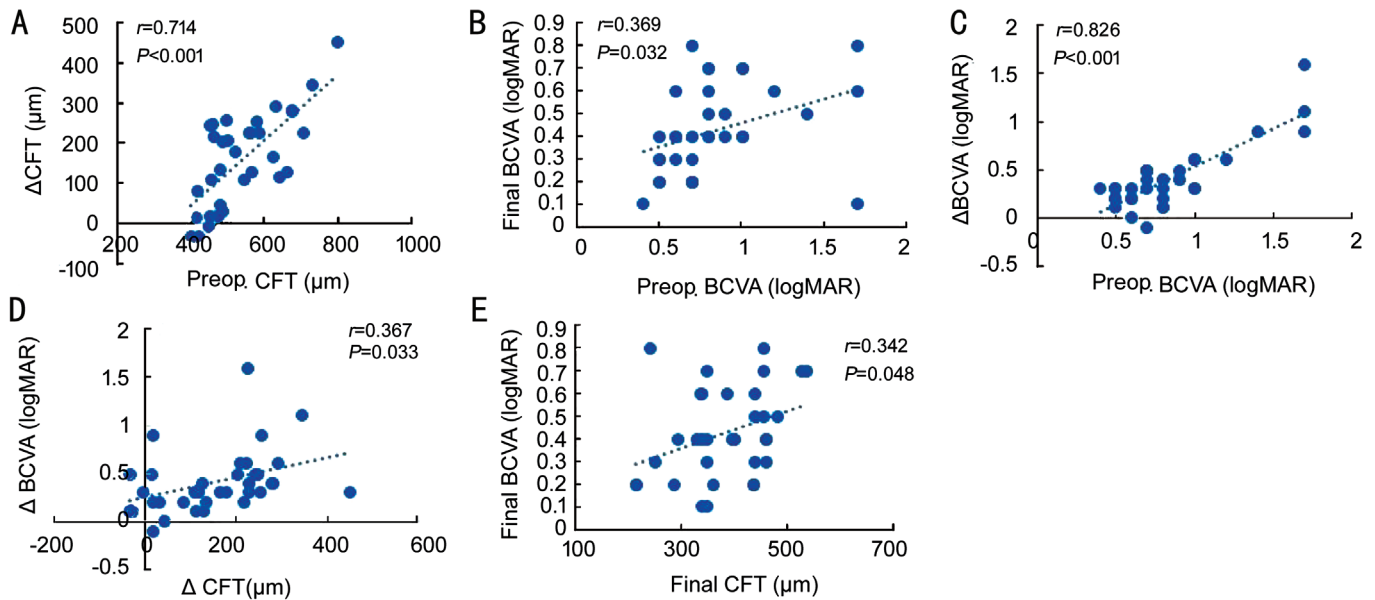 A
r=0.714
P<0.001
ΔCFT (μm)
500
400
300
200
100
0
-100
200
400
600
800
1000
Preop. CFT (μm)
B
r=0.369
P=0.032
Final BCVA (logMAR)
0.9
0.8
0.7
0.6
0.5
0.4
0.3
0.2
0.1
0
0
0.5
1
1.5
2
Preop. BCVA (logMAR)
C
r=0.826
P<0.001
ΔBCVA (logMAR)
2
1.5
1
0.5
0
-0.5
0
0.5
1
1.5
2
Preop. BCVA (logMAR)
D
r=0.367
P=0.033
Δ BCVA (logMAR)
2
1.5
1
0.5
0
-0.5
-200
0
200
400
600
Δ CFT(μm)
E
r=0.342
P=0.048
Final BCVA (logMAR)
0.9
0.8
0.7
0.6
0.5
0.4
0.3
0.2
0.1
0
100
300
500
700
Final CFT (μm)